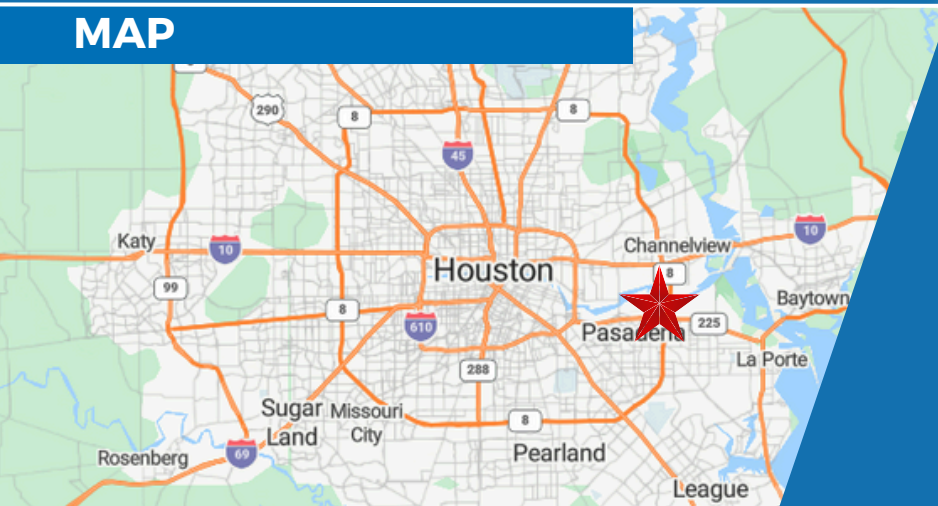 MAP
290
8
8
45
Katy
10
Channelview
10
Houston
8
99
Baytown
8
610
Pasadena
225
La Porte
288
Sugar
Land
Missouri
City
8
Pearland
Rosenberg
69
League